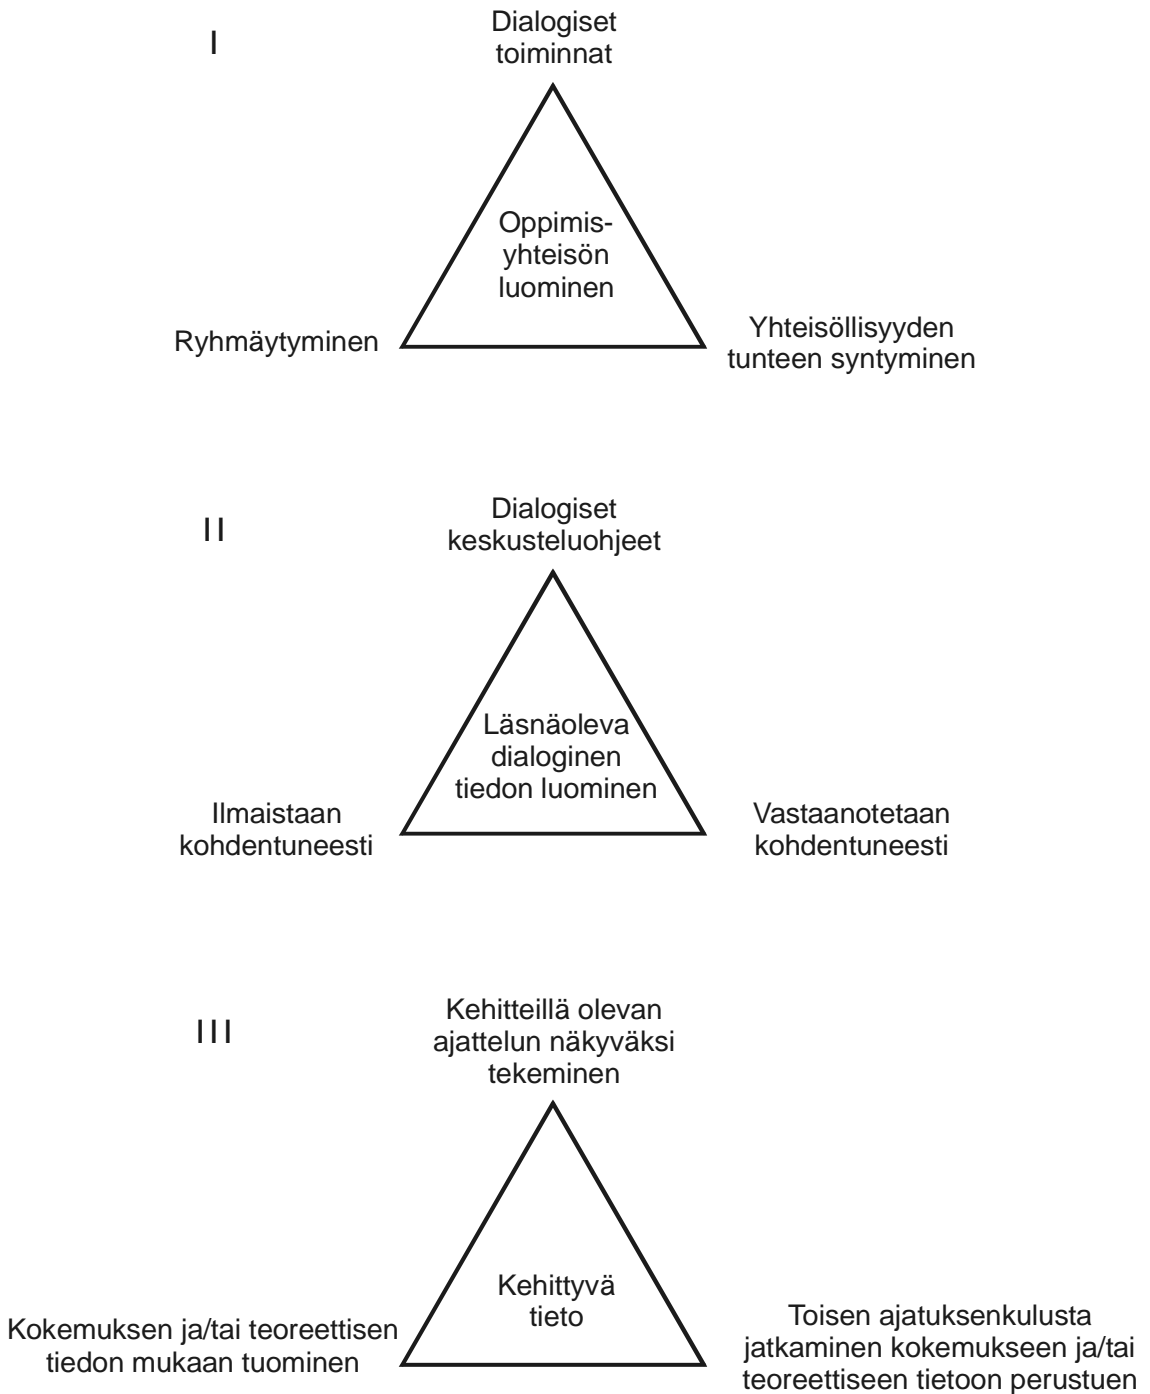 I
Dialogiset
toiminnat
Oppimis-
yhteisön
luominen
Ryhmäytyminen
Yhteisöllisyyden
tunteen syntyminen
II
Dialogiset
keskusteluohjeet
Läsnäoleva
dialoginen
tiedon luominen
Ilmaistaan
kohdentuneesti
Vastaanotetaan
kohdentuneesti
III
Kehitteillä olevan
ajattelun näkyväksi
tekeminen
Kehittyvä
tieto
Kokemuksen ja/tai teoreettisen
tiedon mukaan tuominen
Toisen ajatuksenkulusta
jatkaminen kokemukseen ja/tai
teoreettiseen tietoon perustuen